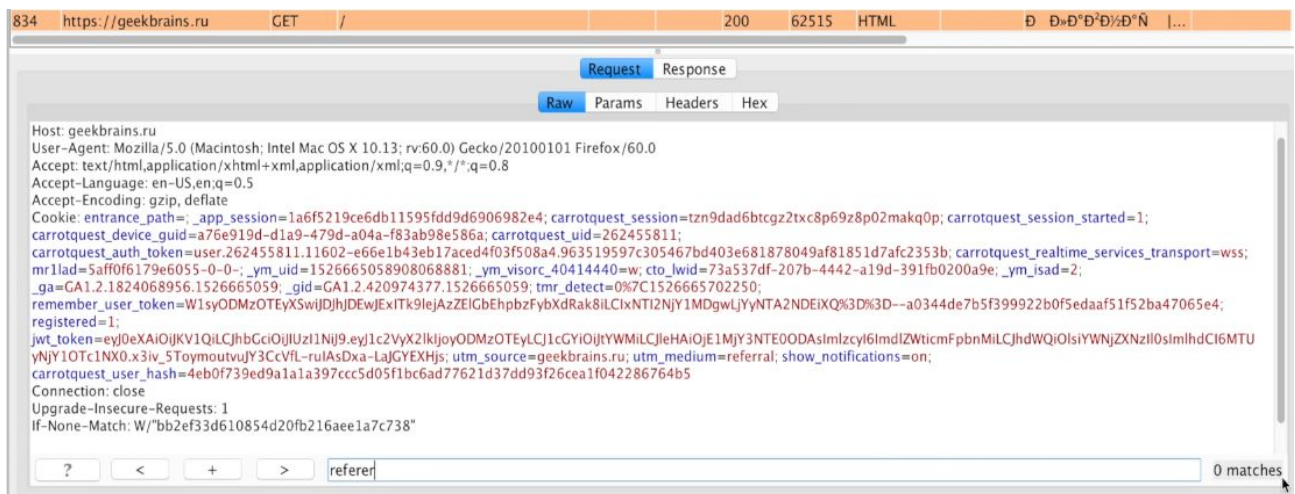 834 https://geekbrains.ru GET / 200 62515 HTML Ð Ð»Ð°Ð²Ð½Ð°Ñ |...
Request Response
Raw Params Headers Hex
Host: geekbrains.ru
User-Agent: Mozilla/5.0 (Macintosh; Intel Mac OS X 10.13; rv:60.0) Gecko/20100101 Firefox/60.0
Accept: text/html,application/xhtml+xml,application/xml;q=0.9,*/*;q=0.8
Accept-Language: en-US,en;q=0.5
Accept-Encoding: gzip, deflate
Cookie: entrance_path=; _app_session=1a6f5219ce6db11595fdd9d6906982e4; carrotquest_session=tzn9dad6btcgz2txc8p69z8p02makq0p; carrotquest_session_started=1;
carrotquest_device_guid=a76e919d-d1a9-479d-a04a-f83ab98e586a; carrotquest_uid=262455811;
carrotquest_auth_token=user.262455811.11602-e66e1b43eb17aced4f03f508a4.963519597c305467bd403e681878049af81851d7afc2353b; carrotquest_realtime_services_transport=wss;
mr1lad=5aff0f6179e6055-0-0-; _ym_uid=1526665058908068881; _ym_visorc_40414440=w; cto_lwid=73a537df-207b-4442-a19d-391fb0200a9e; _ym_isad=2;
_ga=GA1.2.1824068956.1526665059; _gid=GA1.2.420974377.1526665059; tmr_detect=0%7C1526665702250;
remember_user_token=W1syODMzOTEyXSwiJDJhJDEwJExITk9IejAzZElGbEhpbzFybXdRak8iLCIxNTI2NjY1MDgwLjYyNTA2NDEiXQ%3D%3D--a0344de7b5f399922b0f5edaaf51f52ba47065e4;
registered=1;
jwt_token=eyJ0eXAiOiJKV1QiLCJhbGciOiJIUzI1NiJ9.eyJ1c2VyX2lkIjoyODMzOTEyLCJ1cGYiOiJtYWMiLCJleHAiOjE1MjY3NTE0ODAsImlzcyI6ImdlZWticmFpbnMiLCJhdWQiOlsiYWNjZXNzIl0sImlhdCI6MTU
yNjY1OTc1NX0.x3iv_5ToymoutvuJY3CcVfL-rulAsDxa-LaJGYEXHjs; utm_source=geekbrains.ru; utm_medium=referral; show_notifications=on;
carrotquest_user_hash=4eb0f739ed9a1a1a397ccc5d05f1bc6ad77621d37dd93f26cea1f042286764b5
Connection: close
Upgrade-Insecure-Requests: 1
If-None-Match: W/"bb2ef33d610854d20fb216aee1a7c738"
? < + > referer 0 matches